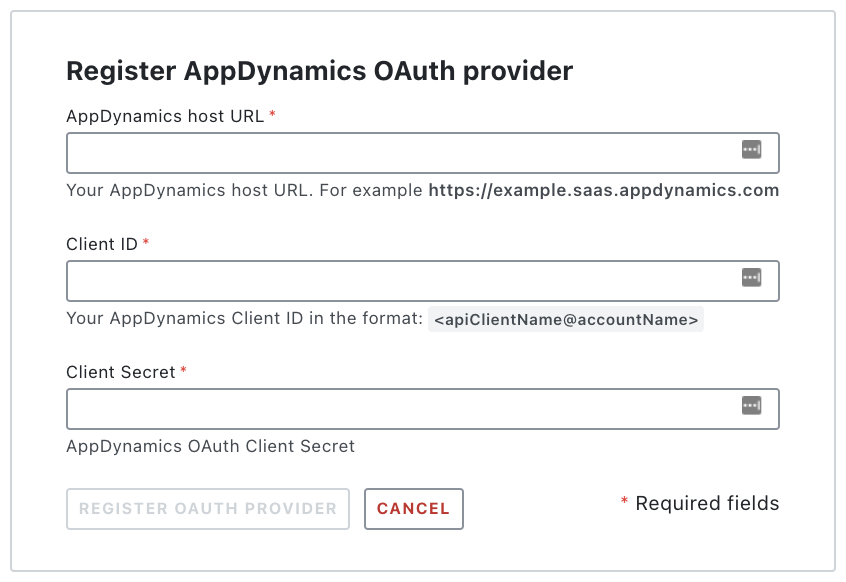 Register AppDynamics OAuth provider
AppDynamics host URL *
Your AppDynamics host URL. For example https://example.saas.appdynamics.com
Client ID *
Your AppDynamics Client ID in the format: <apiClientName@accountName>
Client Secret *
AppDynamics OAuth Client Secret
REGISTER OAUTH PROVIDER CANCEL * Required fields